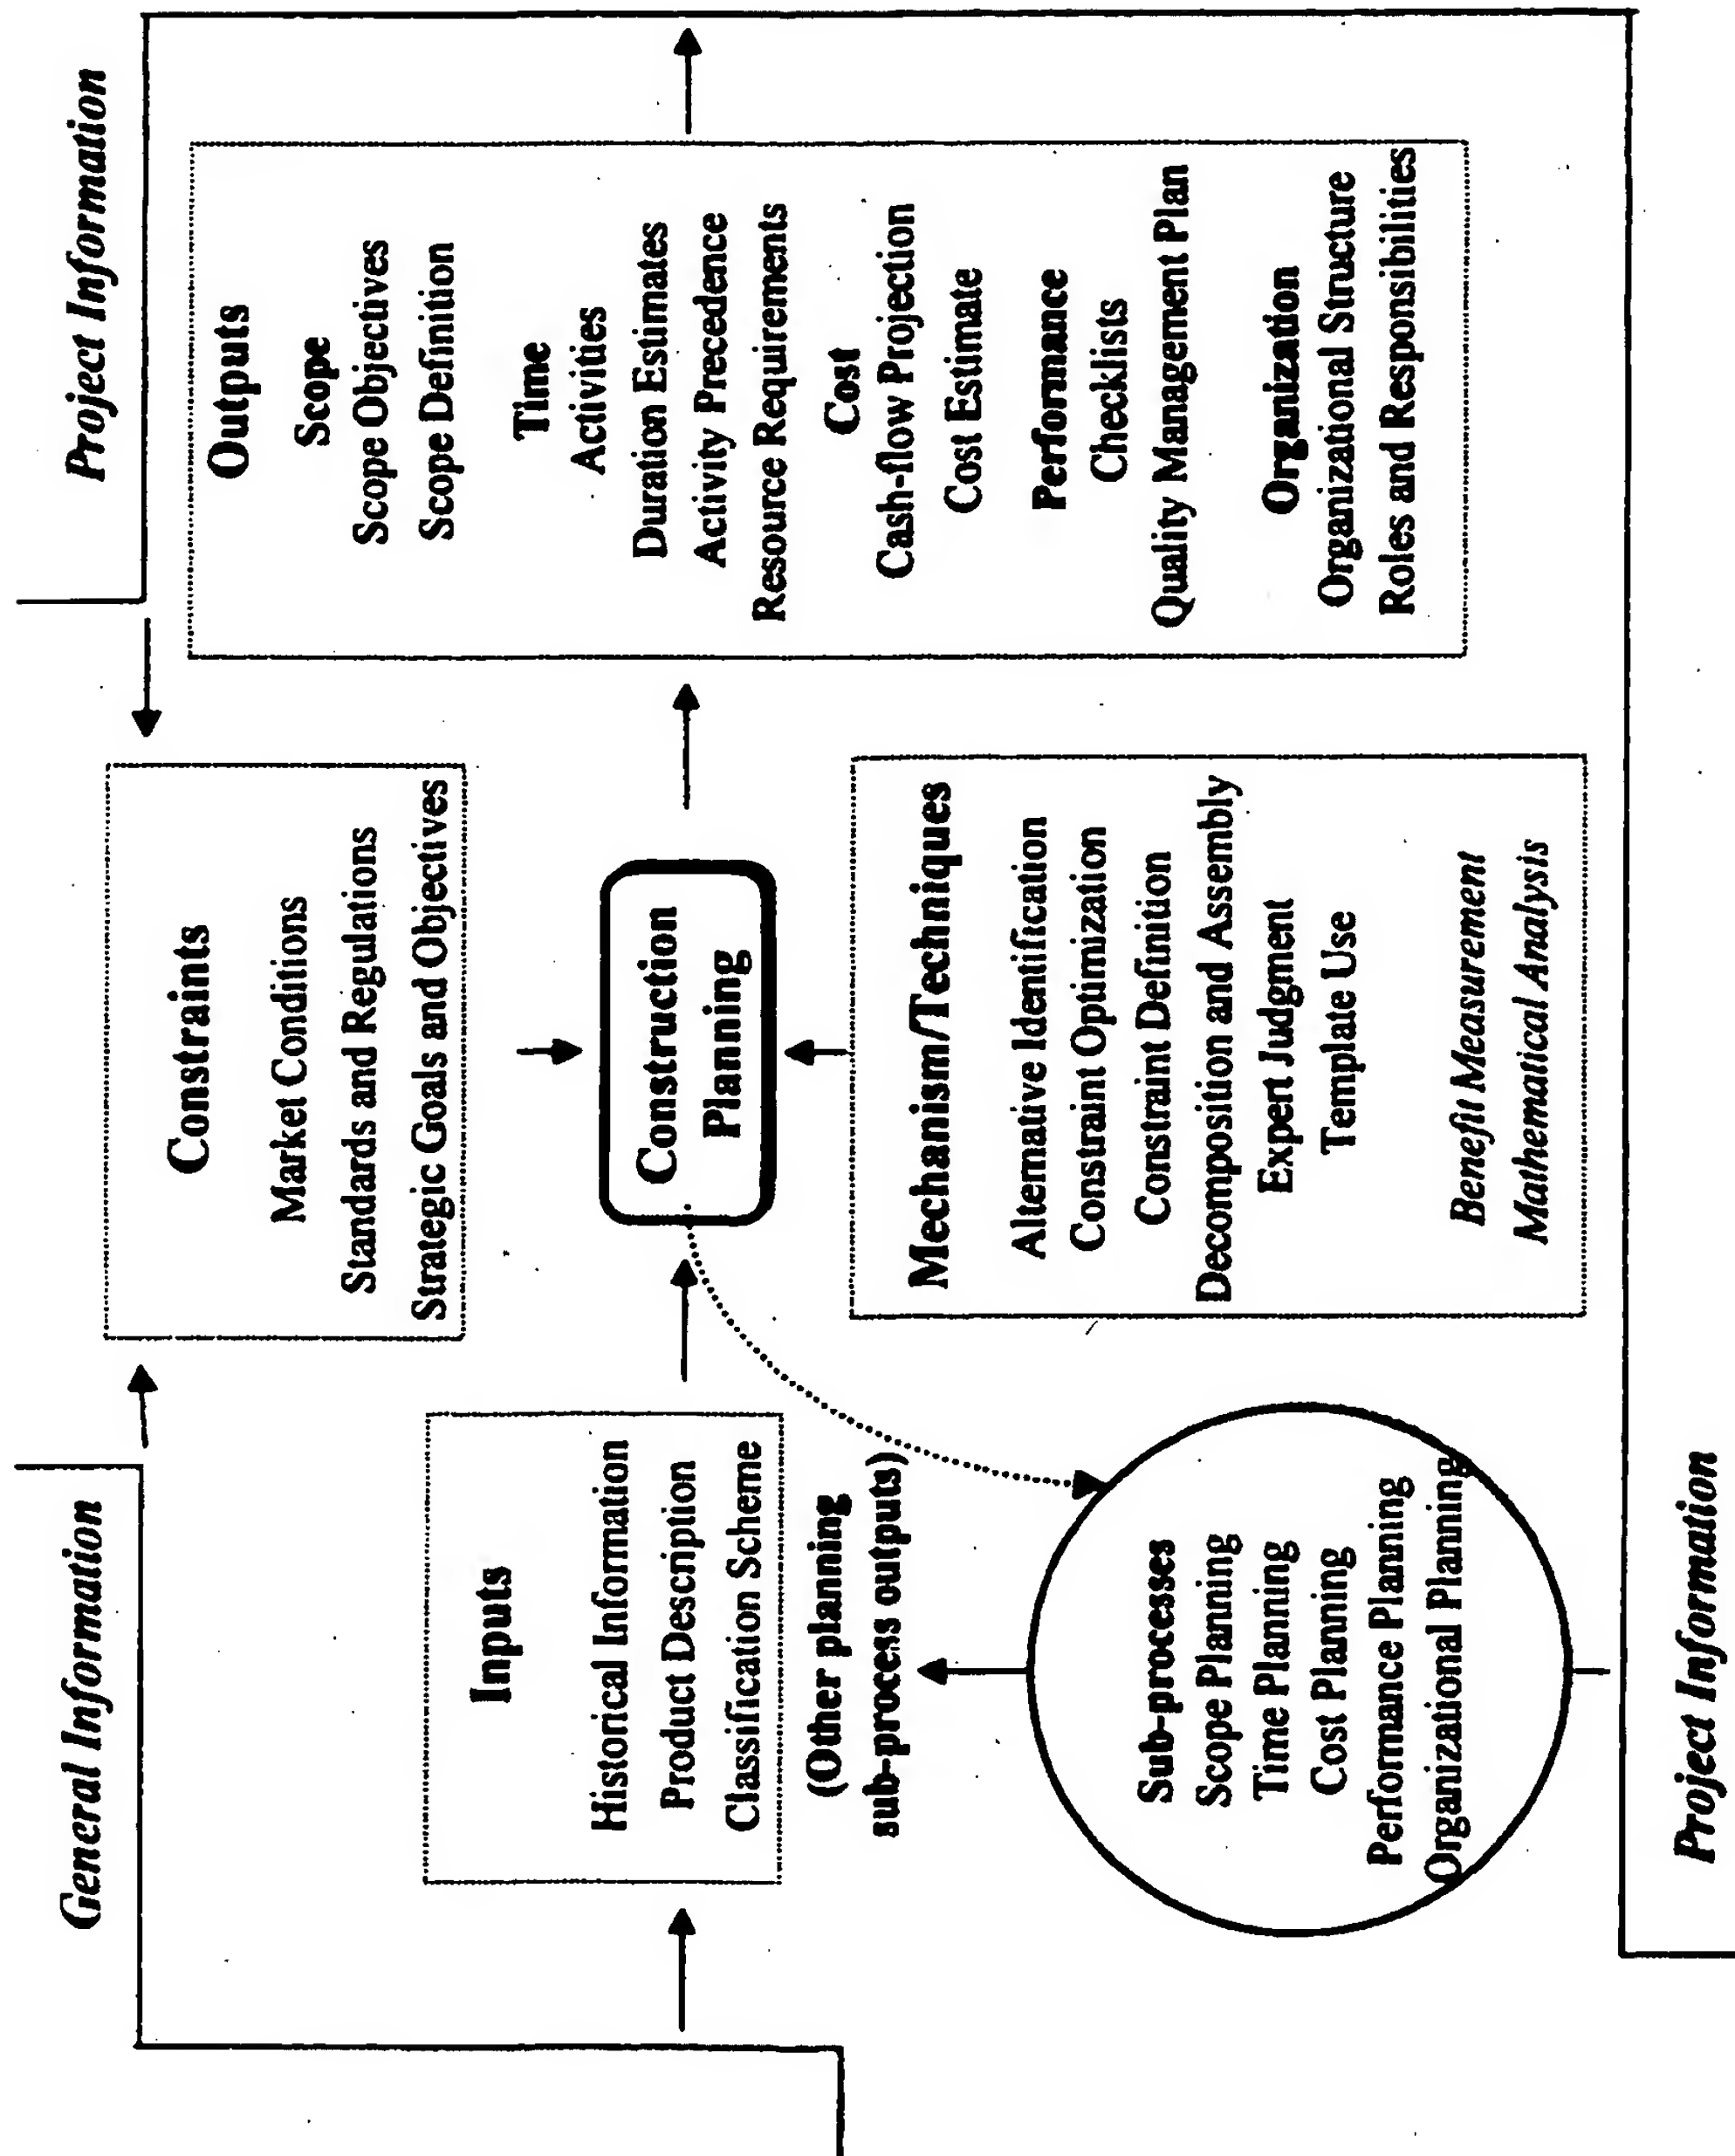 General Information
Project Information
Constraints
Market Conditions
Standards and Regulations
Strategic Goals and Objectives
Inputs
Historical Information
Product Description
Classification Scheme
(Other planning
sub-process outputs)
Construction
Planning
Outputs
Scope
Scope Objectives
Scope Definition
Time
Activities
Duration Estimates
Activity Precedence
Resource Requirements
Cost
Cash-flow Projection
Cost Estimate
Performance
Checklists
Quality Management Plan
Organization
Organizational Structure
Roles and Responsibilities
Mechanism/Techniques
Alternative Identification
Constraint Optimization
Constraint Definition
Decomposition and Assembly
Expert Judgment
Template Use
Benefit Measurement
Mathematical Analysis
Sub-processes
Scope Planning
Time Planning
Cost Planning
Performance Planning
Organizational Planning
Project Information